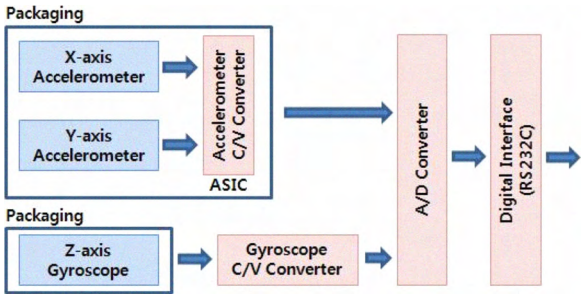 Packaging
X-axis
Accelerometer
Y-axis
Accelerometer
Accelerometer
C/V Converter
ASIC
Packaging
Z-axis
Gyroscope
Gyroscope
C/V Converter
A/D Converter
Digital Interface
(RS232C)